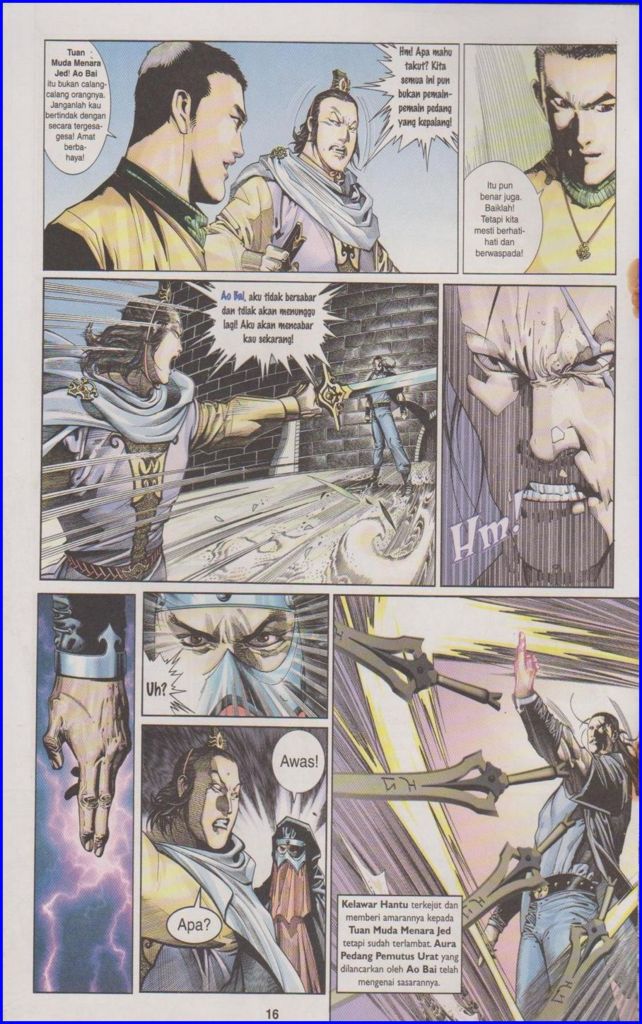 Tuan
Muda Menara
Jed! Ao Bai
itu bukan calang-
calang orangnya.
Janganlah kau
bertindak dengan
secara tergesa-
gesa! Amat
berba-
haya!
Hm! Apa mahu
takut? Kita
semua ini pun
bukan pemain-
pemain pedang
yang kepalang!
Itu pun
benar juga.
Baiklah!
Tetapi kita
mesti berhati-
hati dan
berwaspada!
Ao Bai, aku tidak bersabar
dan tdiak akan menunggu
lagi! Aku akan mencabar
kau sekarang!
Hm!
Uh?
Awas!
Apa?
Kelawar Hantu terkejut dan
memberi amarannya kepada
Tuan Muda Menara Jed
tetapi sudah terlambat. Aura
Pedang Pemutus Urat yang
dilancarkan oleh Ao Bai telah
mengenai sasarannya.
16